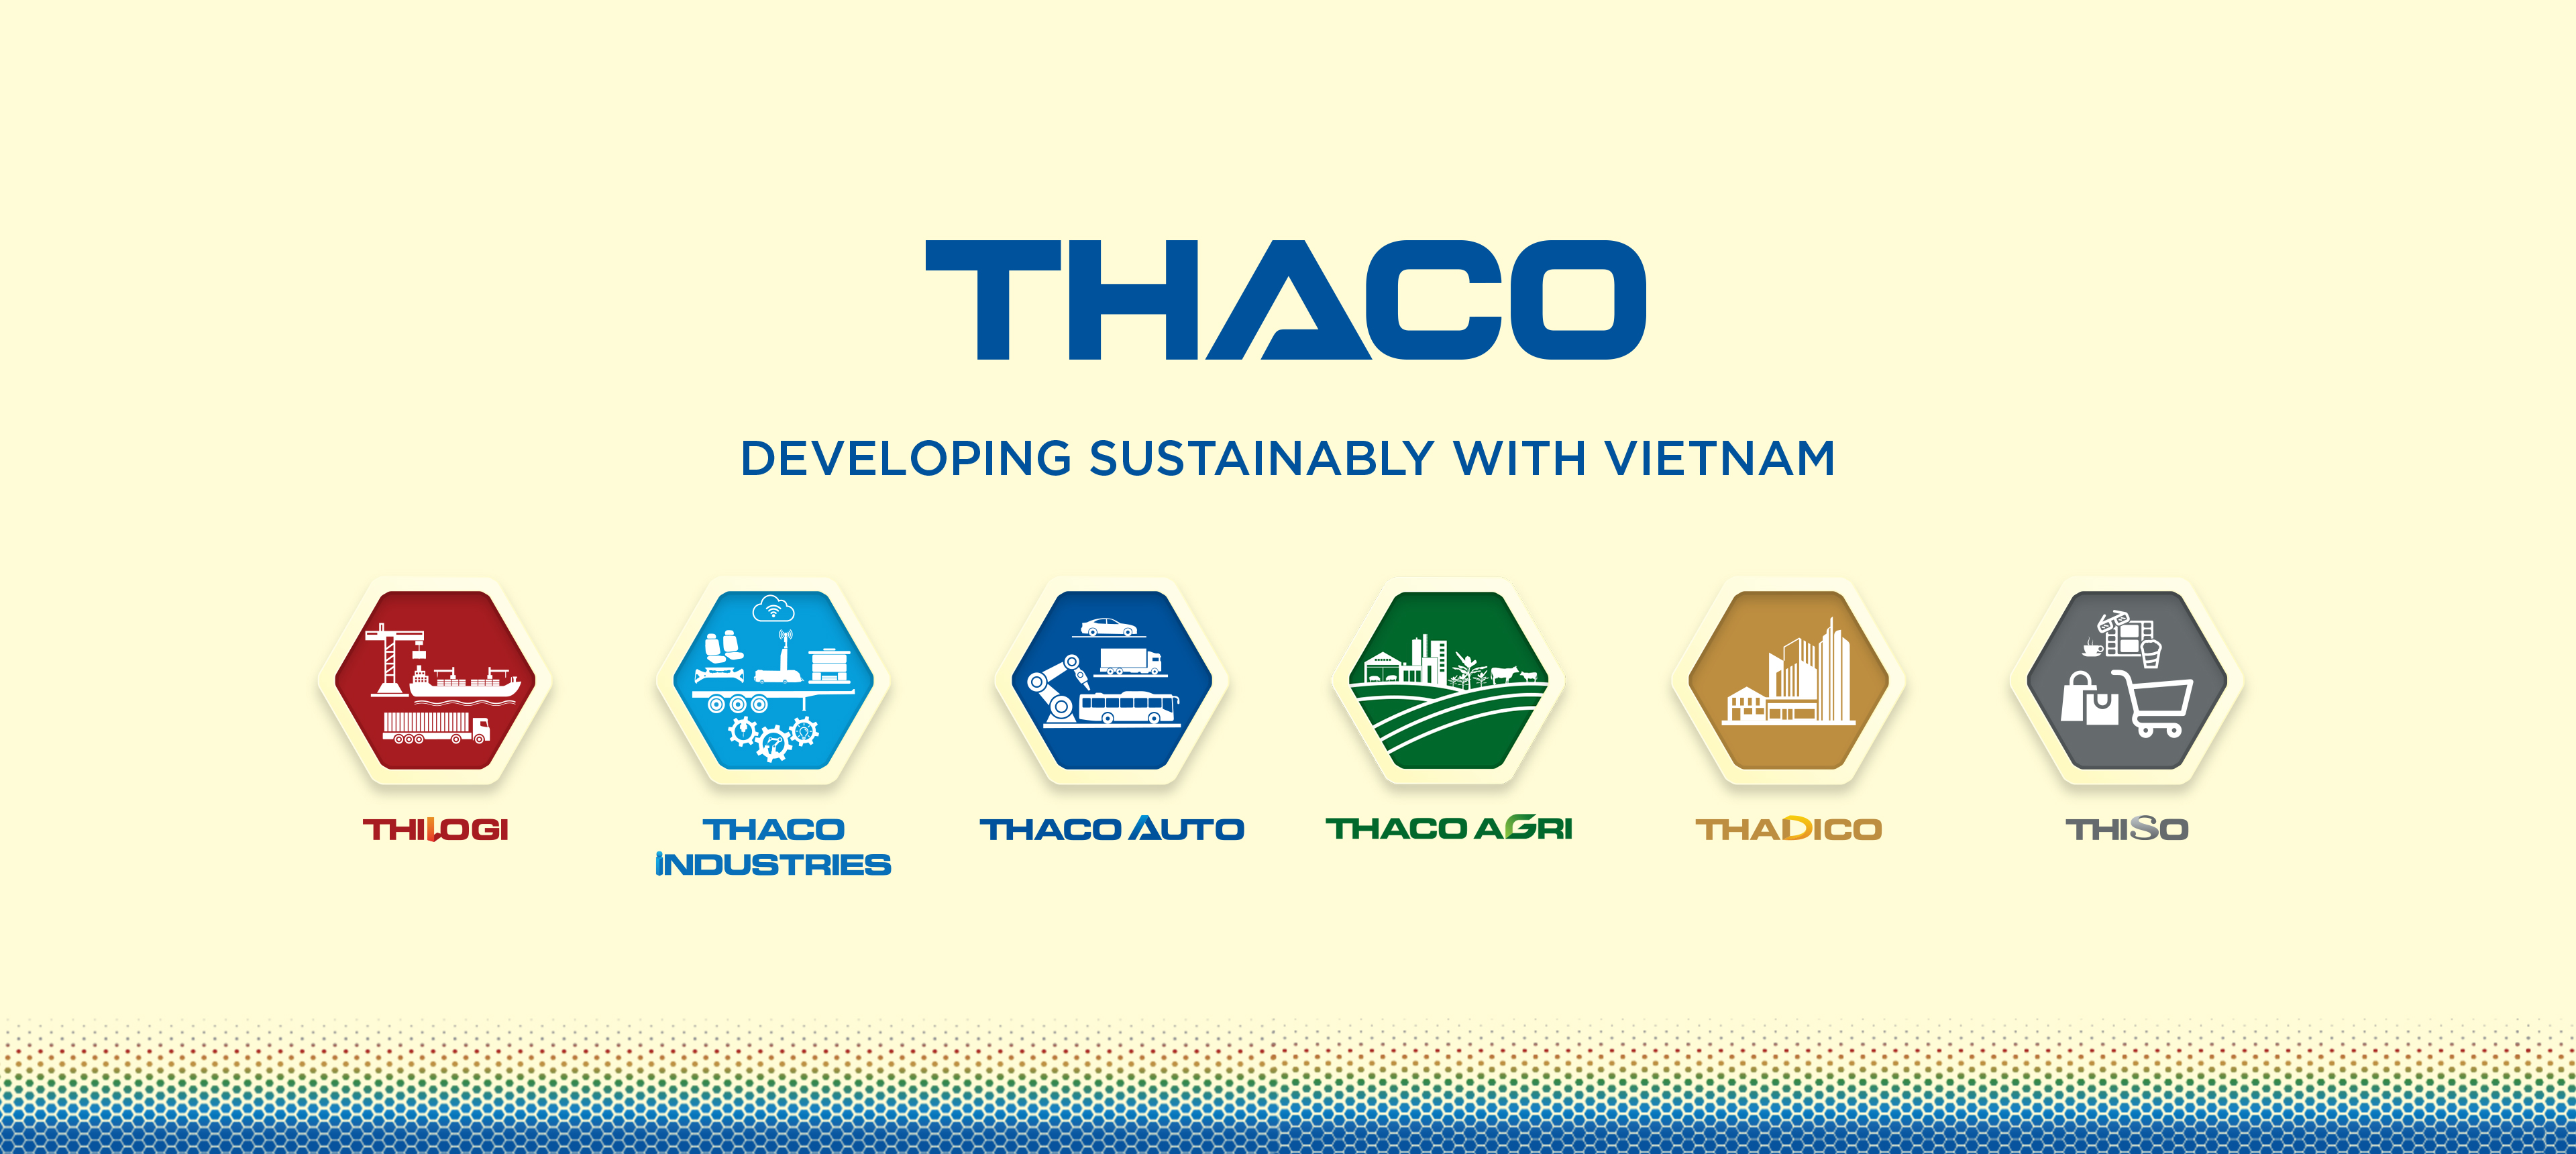 THACO
DEVELOPING SUSTAINABLY WITH VIETNAM
THILOGI
THACO
INDUSTRIES
THACO AUTO
THACO AGRI
THADICO
THISO